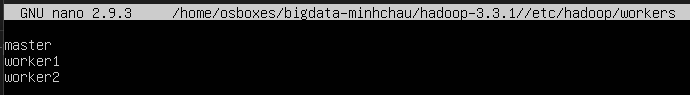 GNU nano 2.9.3 /home/osboxes/bigdata-minhchau/hadoop-3.3.1//etc/hadoop/workers
master
worker1
worker2